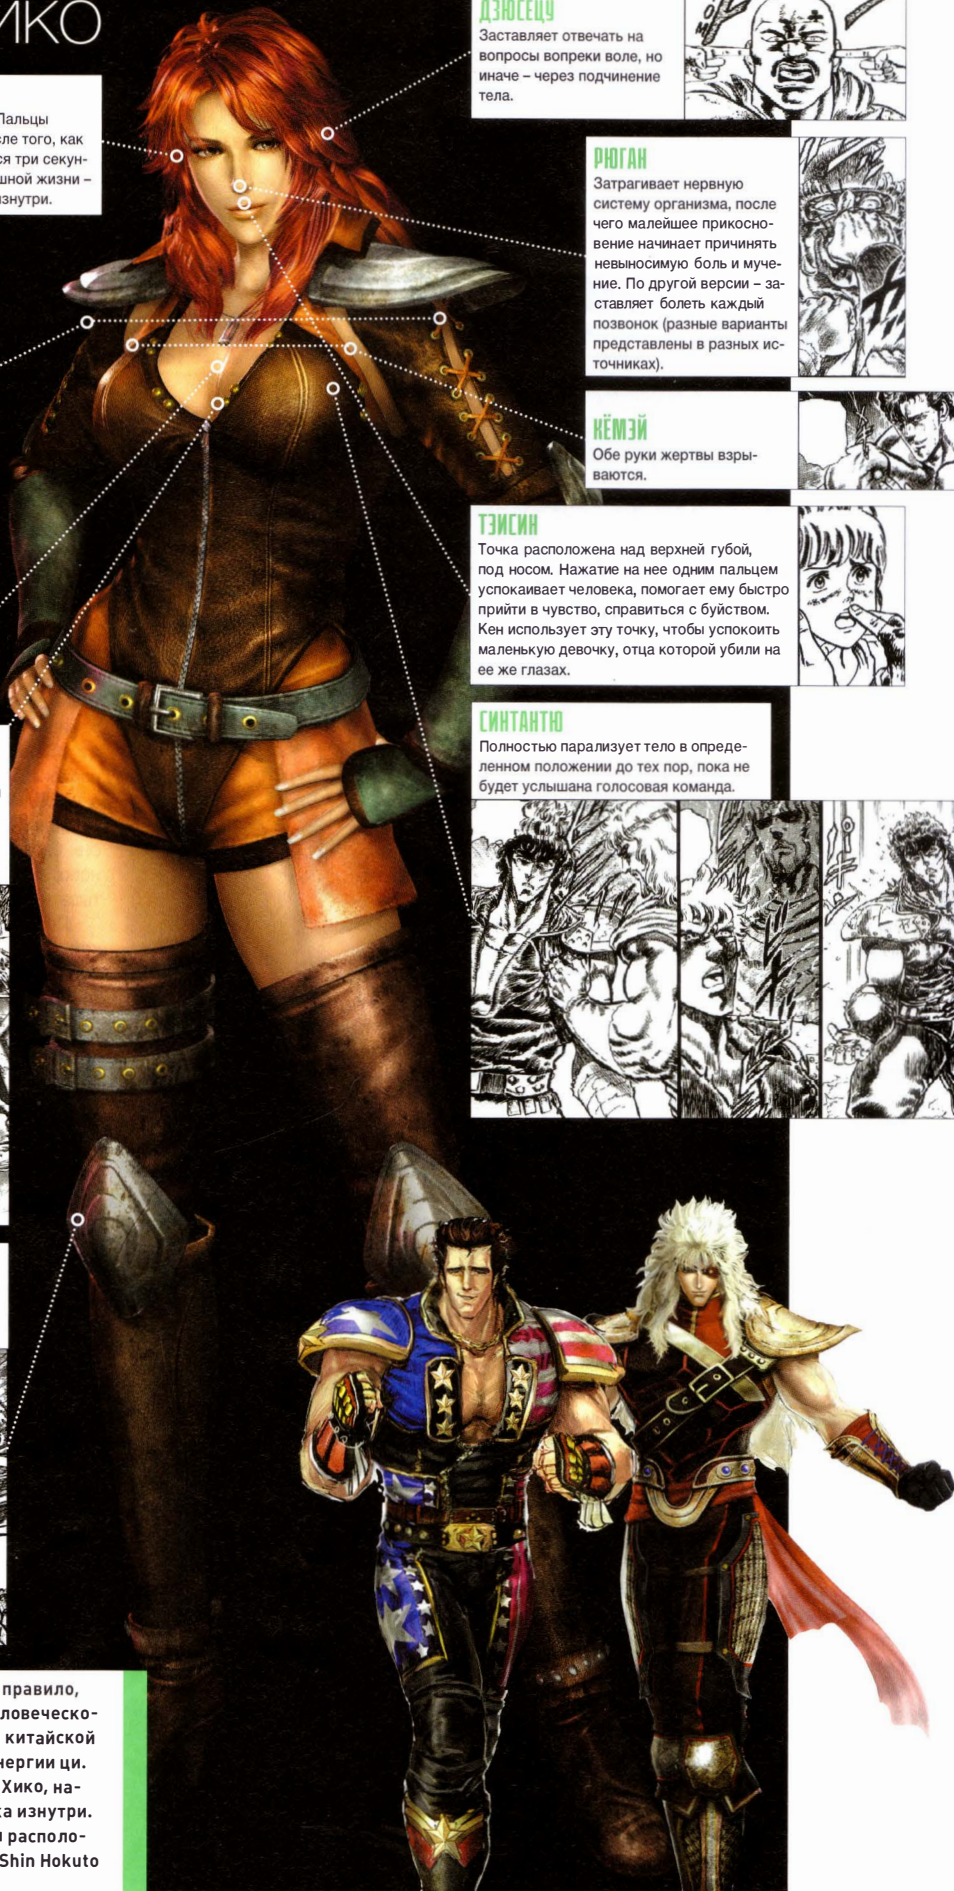 ИКО
Пальцы
сле того, как
ся три секун-
шной жизни –
изнутри.
ДЗЮСЕЦУ
Заставляет отвечать на
вопросы вопреки воле, но
иначе – через подчинение
тела.
РЮГАН
Затрагивает нервную
систему организма, после
чего малейшее прикосно-
вение начинает причинять
невыносимую боль и муче-
ние. По другой версии – за-
ставляет болеть каждый
позвонок (разные варианты
представлены в разных ис-
точниках).
КЁМЭЙ
Обе руки жертвы взры-
ваются.
ТЭИСИН
Точка расположена над верхней губой,
под носом. Нажатие на нее одним пальцем
успокаивает человека, помогает ему быстро
прийти в чувство, справиться с буйством.
Кен использует эту точку, чтобы успокоить
маленькую девочку, отца которой убили на
ее же глазах.
СИНТАНТЮ
Полностью парализует тело в опреде-
ленном положении до тех пор, пока не
будет услышана голосовая команда.
правило,
ловеческо-
китайской
нергии ци.
Хико, на-
ка изнутри.
и располо-
Shin Hokuto